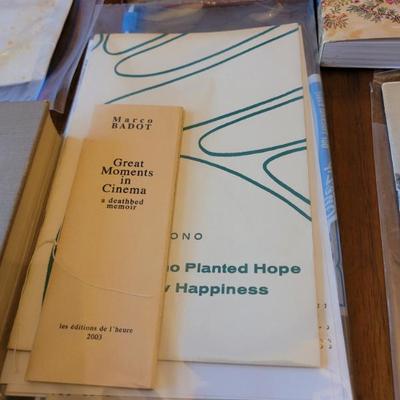 Marco
BADOT
Great
Moments
in
Cinema
a deathbed
memoir
les éditions de l'heure
2003
ONO
Planted Hope
Happiness